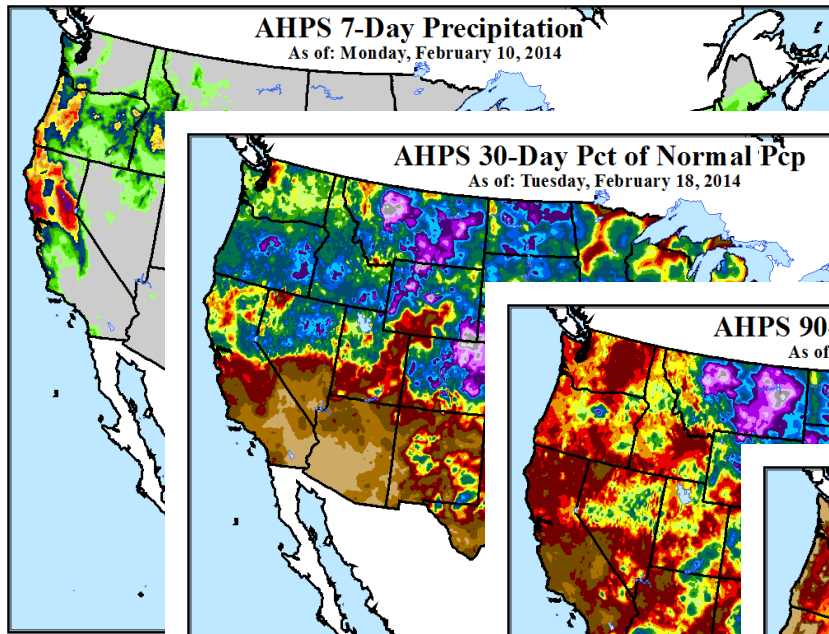 AHPS 7-Day Precipitation
As of: Monday, February 10, 2014
AHPS 30-Day Pct of Normal Pcp
As of: Tuesday, February 18, 2014
AHPS 90-
As of